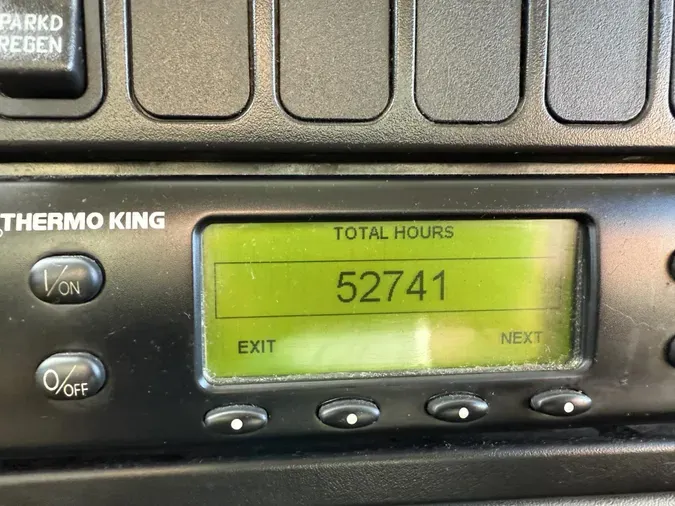 PARKD
REGEN
THERMO KING
TOTAL HOURS
52741
EXIT NEXT
I/ON
O/OFF